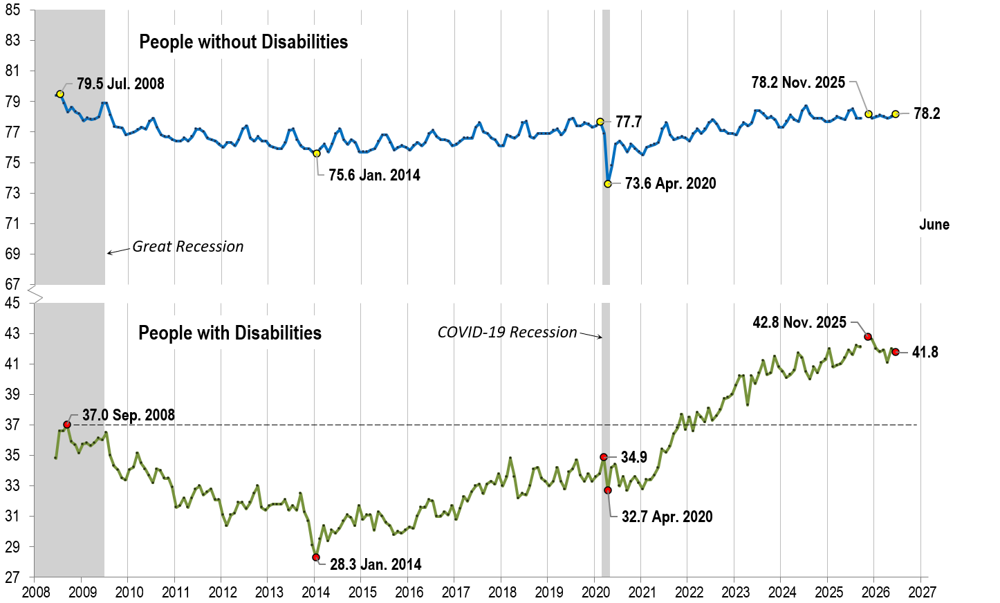 85
83
81
79
77
75
73
71
69
67
People without Disabilities
79.5 Jul. 2008
78.2 Nov. 2025
78.2
77.7
75.6 Jan. 2014
73.6 Apr. 2020
June
Great Recession
45
43
41
39
37
35
33
31
29
27
People with Disabilities
COVID-19 Recession
42.8 Nov. 2025
41.8
37.0 Sep. 2008
34.9
32.7 Apr. 2020
28.3 Jan. 2014
2008 2009 2010 2011 2012 2013 2014 2015 2016 2017 2018 2019 2020 2021 2022 2023 2024 2025 2026 2027